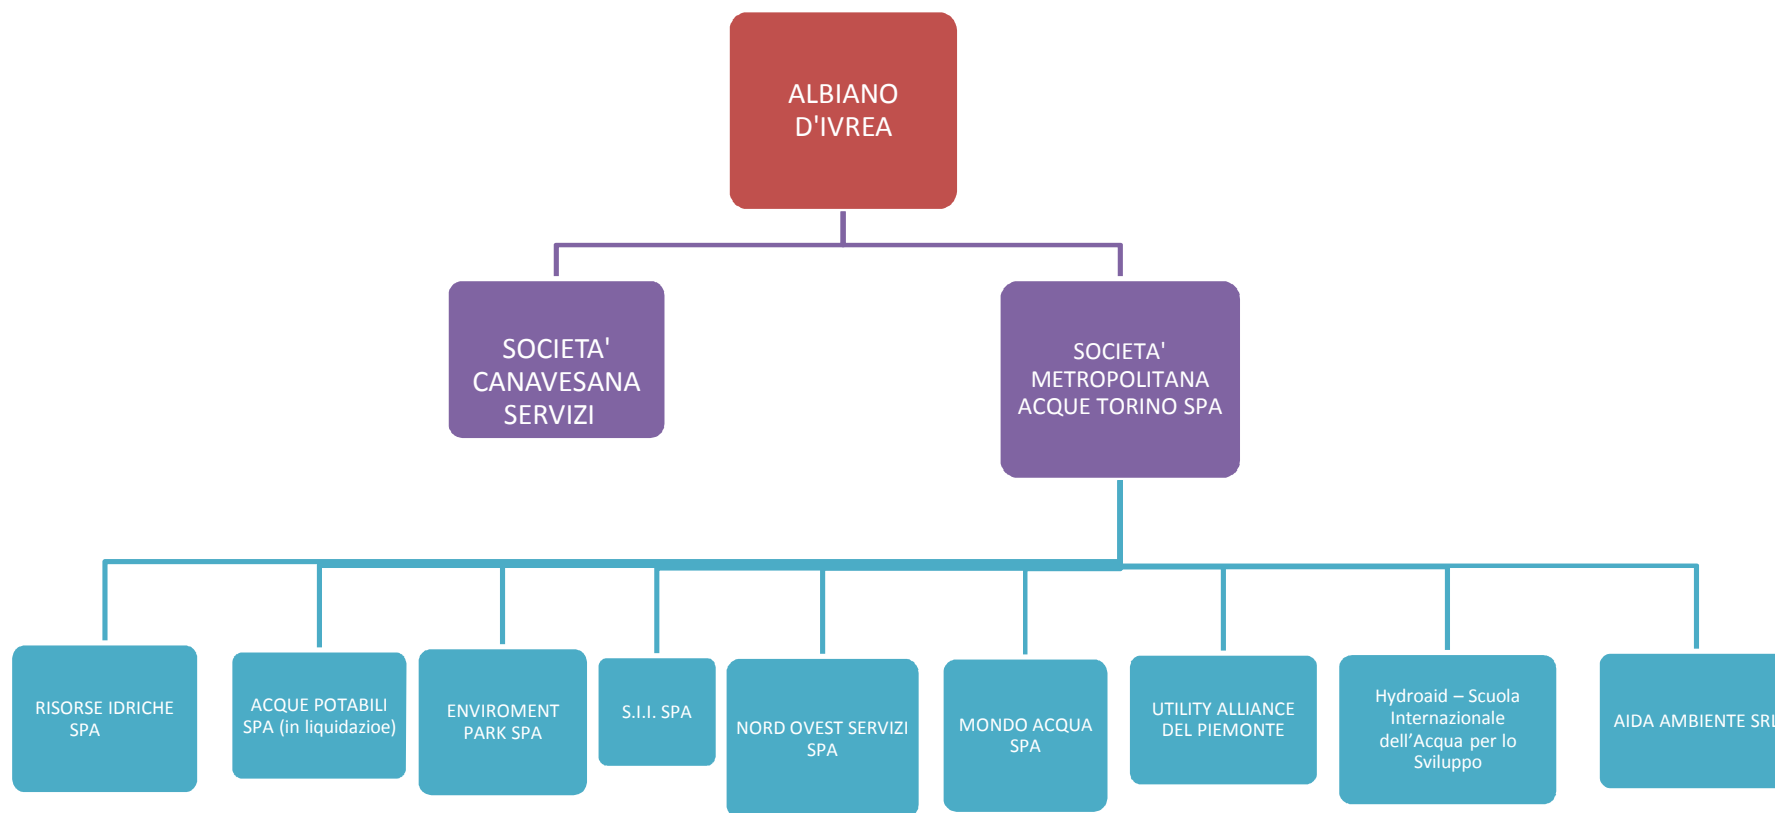 ALBIANO
D'IVREA
SOCIETA'
CANAVESANA
SERVIZI
SOCIETA'
METROPOLITANA
ACQUE TORINO SPA
RISORSE IDRICHE
SPA
ACQUE POTABILI
SPA (in liquidazioe)
ENVIROMENT
PARK SPA
S.I.I. SPA
NORD OVEST SERVIZI
SPA
MONDO ACQUA
SPA
UTILITY ALLIANCE
DEL PIEMONTE
Hydroaid – Scuola
Internazionale
dell’Acqua per lo
Sviluppo
AIDA AMBIENTE SRL